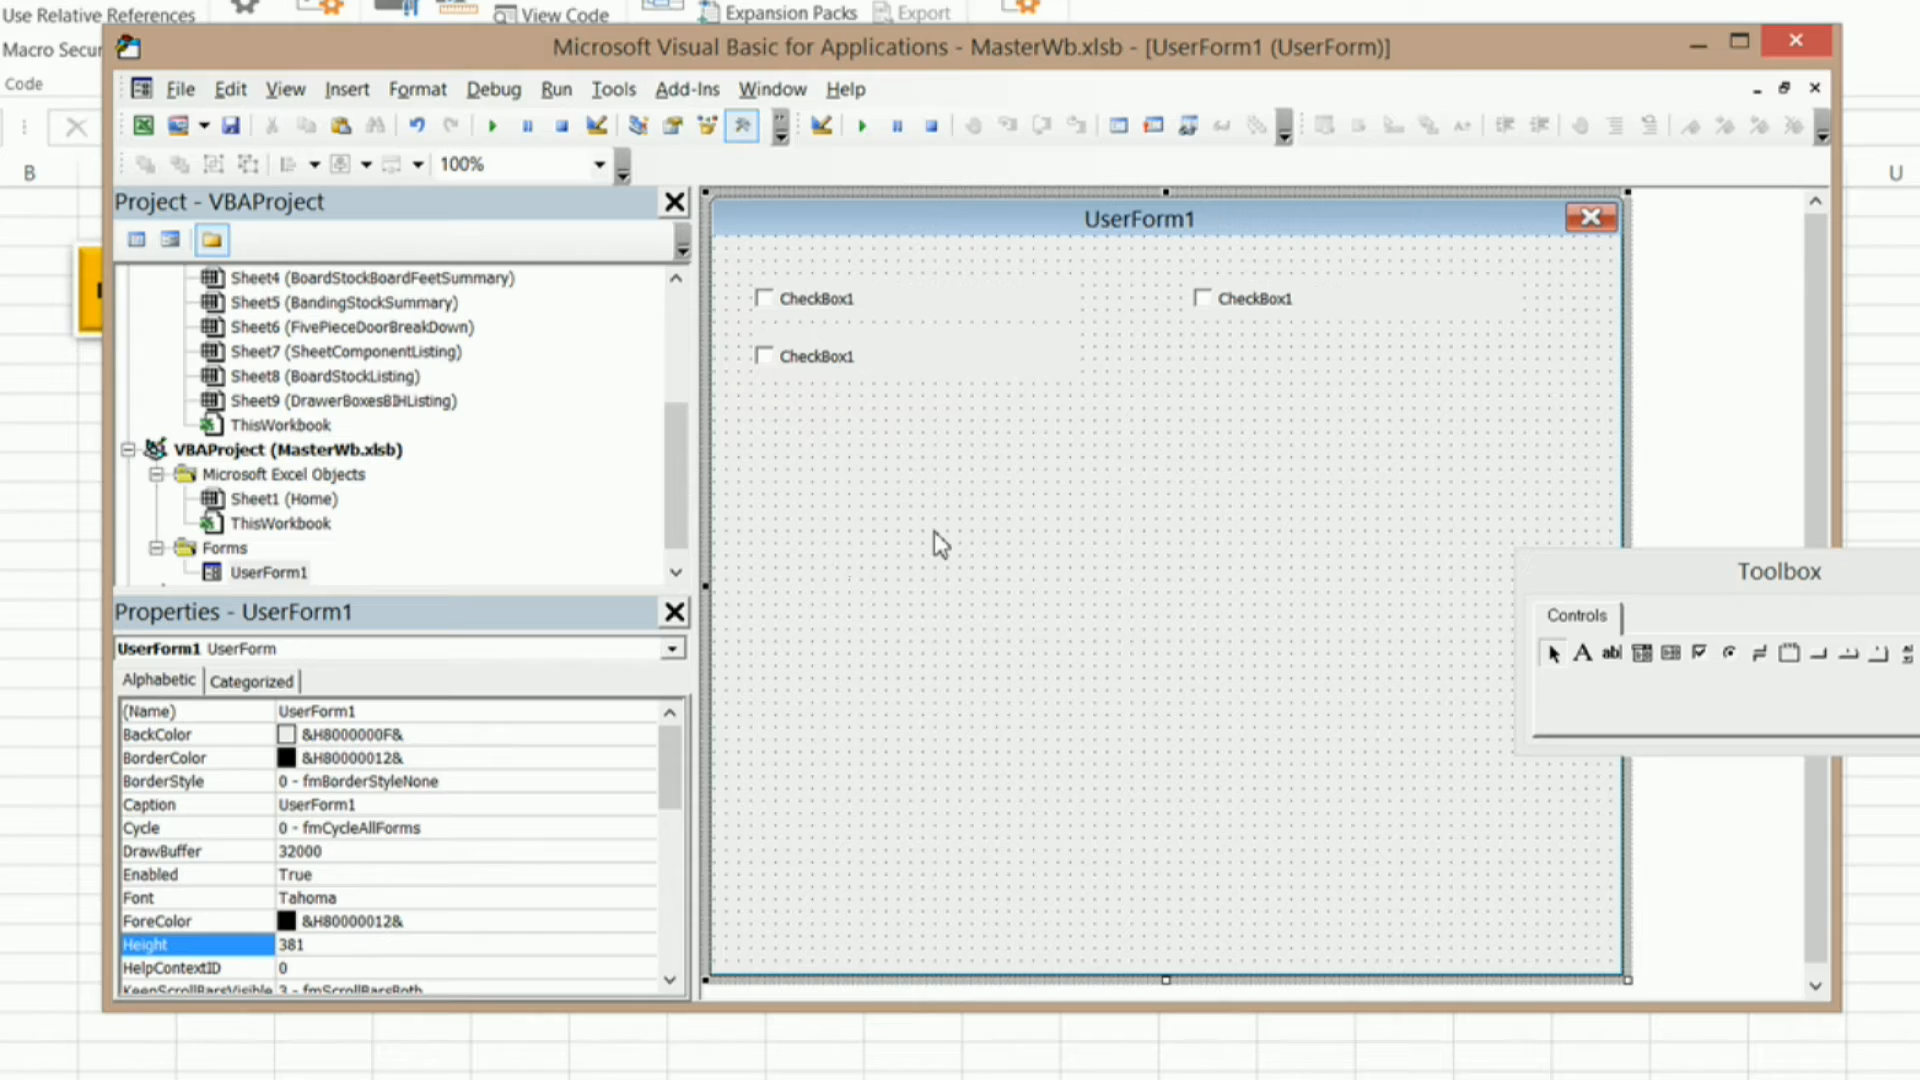 Use Relative References
View Code
Expansion Packs
Export
Macro Secur
Code
Microsoft Visual Basic for Applications - MasterWb.xlsb - [UserForm1 (UserForm)]
File Edit View Insert Format Debug Run Tools Add-Ins Window Help
100%
B
U
Project - VBAProject
Sheet4 (BoardStockBoardFeetSummary)
Sheet5 (BandingStockSummary)
Sheet6 (FivePieceDoorBreakDown)
Sheet7 (SheetComponentListing)
Sheet8 (BoardStockListing)
Sheet9 (DrawerBoxesBIHListing)
ThisWorkbook
VBAProject (MasterWb.xlsb)
Microsoft Excel Objects
Sheet1 (Home)
ThisWorkbook
Forms
UserForm1
Properties - UserForm1
UserForm1 UserForm
Alphabetic Categorized
(Name) UserForm1
BackColor &H8000000F&
BorderColor &H80000012&
BorderStyle 0 - fmBorderStyleNone
Caption UserForm1
Cycle 0 - fmCycleAllForms
DrawBuffer 32000
Enabled True
Font Tahoma
ForeColor &H80000012&
Height 381
HelpContextID 0
KeepScrollBarsVisible 3 - fmScrollBarsBoth
UserForm1
CheckBox1 CheckBox1
CheckBox1
Toolbox
Controls
A abl